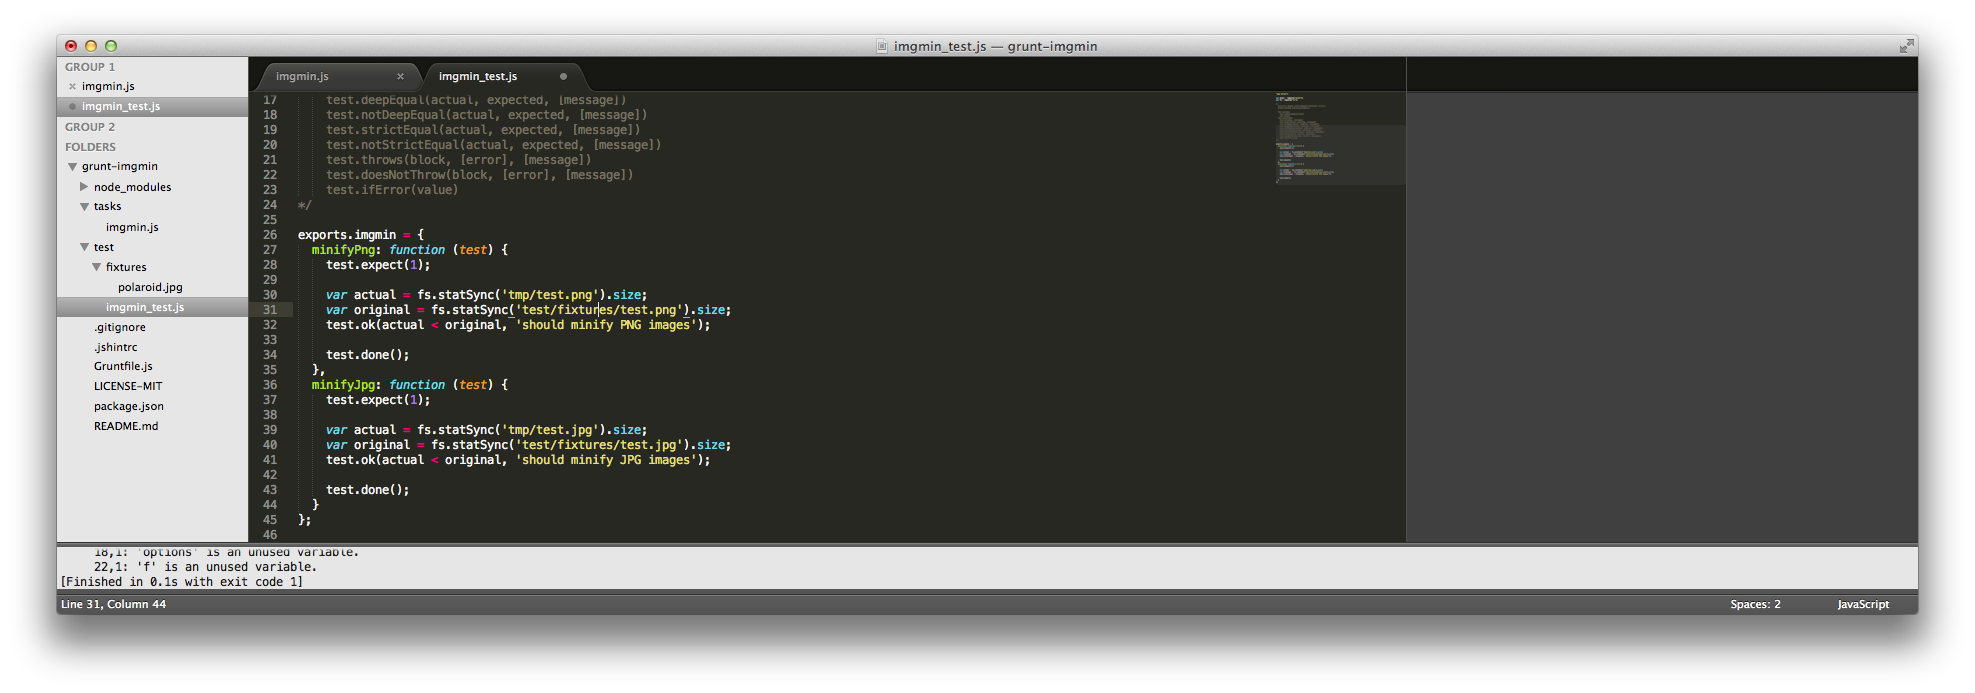 imgmin_test.js — grunt-imgmin
GROUP 1
imgmin.js
imgmin_test.js
GROUP 2
FOLDERS
grunt-imgmin
node_modules
tasks
imgmin.js
test
fixtures
polaroid.jpg
imgmin_test.js
.gitignore
.jshintrc
Gruntfile.js
LICENSE-MIT
package.json
README.md
imgmin.js
imgmin_test.js
17 test.deepEqual(actual, expected, [message])
18 test.notDeepEqual(actual, expected, [message])
19 test.strictEqual(actual, expected, [message])
20 test.notStrictEqual(actual, expected, [message])
21 test.throws(block, [error], [message])
22 test.doesNotThrow(block, [error], [message])
23 test.ifError(value)
24 */
25
26 exports.imgmin = {
27 minifyPng: function (test) {
28 test.expect(1);
29
30 var actual = fs.statSync('tmp/test.png').size;
31 var original = fs.statSync('test/fixtures/test.png').size;
32 test.ok(actual < original, 'should minify PNG images');
33
34 test.done();
35 },
36 minifyJpg: function (test) {
37 test.expect(1);
38
39 var actual = fs.statSync('tmp/test.jpg').size;
40 var original = fs.statSync('test/fixtures/test.jpg').size;
41 test.ok(actual < original, 'should minify JPG images');
42
43 test.done();
44 }
45 };
46
18,1: 'options' is an unused variable.
22,1: 'f' is an unused variable.
[Finished in 0.1s with exit code 1]
Line 31, Column 44
Spaces: 2
JavaScript